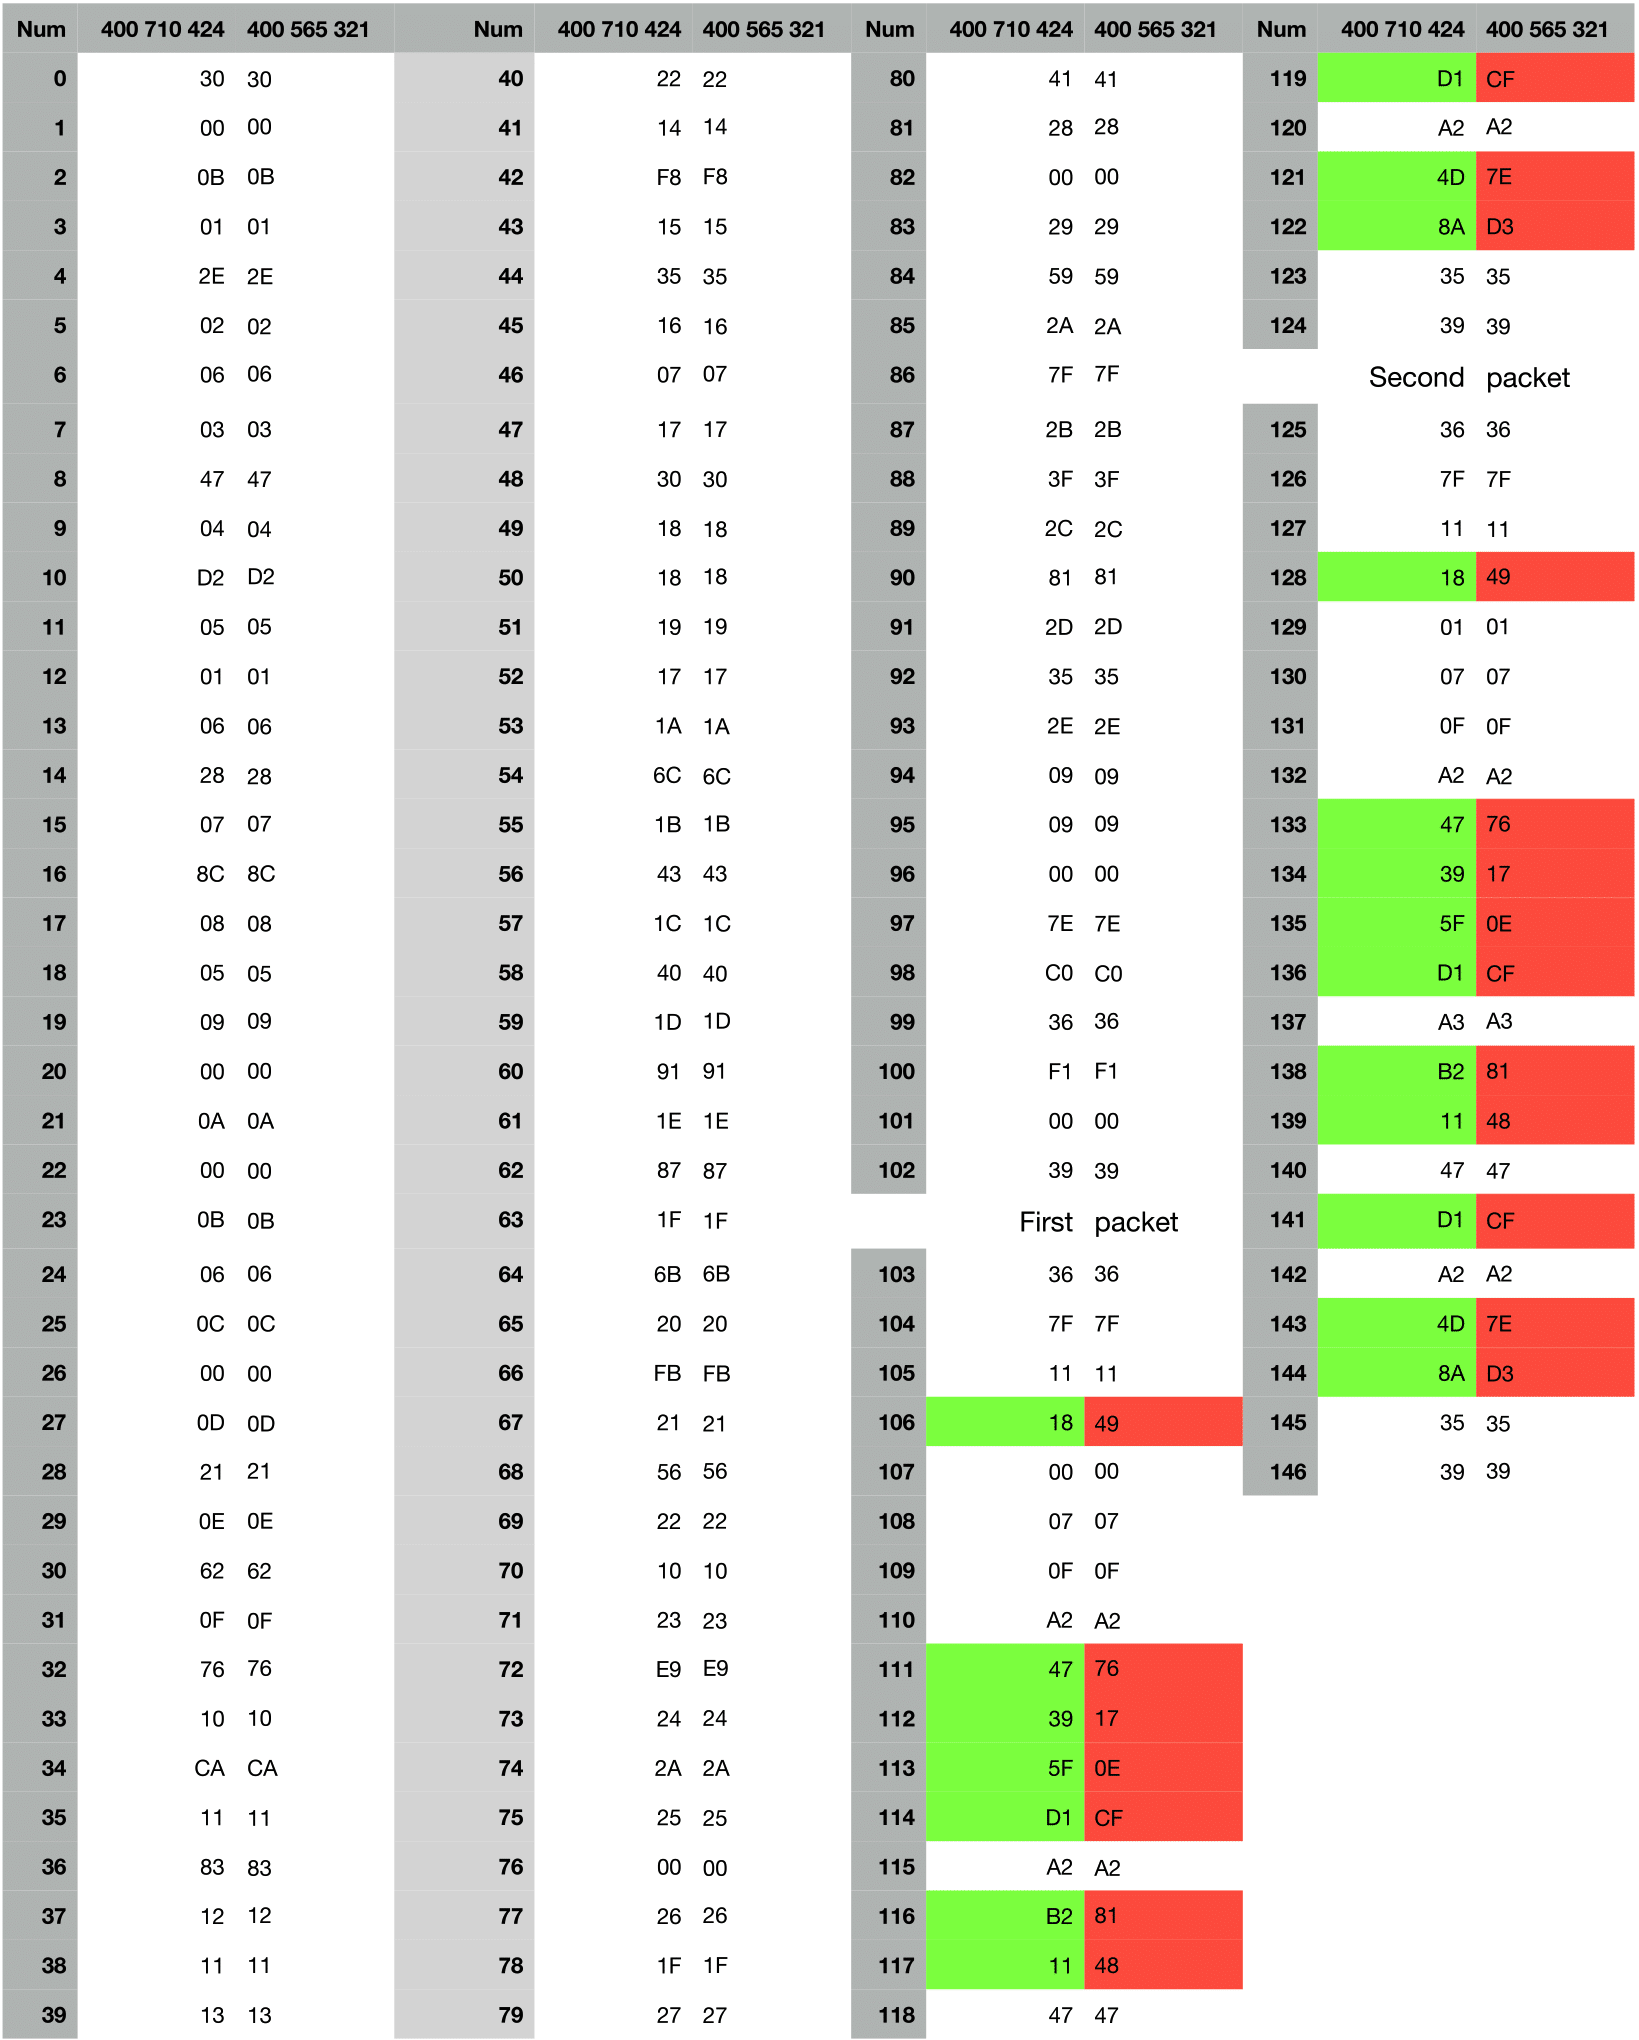 Num 400 710 424 400 565 321 Num 400 710 424 400 565 321 Num 400 710 424 400 565 321 Num 400 710 424 400 565 321
0 30 30 40 22 22 80 41 41 119 D1 CF
1 00 00 41 14 14 81 28 28 120 A2 A2
2 0B 0B 42 F8 F8 82 00 00 121 4D 7E
3 01 01 43 15 15 83 29 29 122 8A D3
4 2E 2E 44 35 35 84 59 59 123 35 35
5 02 02 45 16 16 85 2A 2A 124 39 39
6 06 06 46 07 07 86 7F 7F Second packet
7 03 03 47 17 17 87 2B 2B 125 36 36
8 47 47 48 30 30 88 3F 3F 126 7F 7F
9 04 04 49 18 18 89 2C 2C 127 11 11
10 D2 D2 50 18 18 90 81 81 128 18 49
11 05 05 51 19 19 91 2D 2D 129 01 01
12 01 01 52 17 17 92 35 35 130 07 07
13 06 06 53 1A 1A 93 2E 2E 131 0F 0F
14 28 28 54 6C 6C 94 09 09 132 A2 A2
15 07 07 55 1B 1B 95 09 09 133 47 76
16 8C 8C 56 43 43 96 00 00 134 39 17
17 08 08 57 1C 1C 97 7E 7E 135 5F 0E
18 05 05 58 40 40 98 C0 C0 136 D1 CF
19 09 09 59 1D 1D 99 36 36 137 A3 A3
20 00 00 60 91 91 100 F1 F1 138 B2 81
21 0A 0A 61 1E 1E 101 00 00 139 11 48
22 00 00 62 87 87 102 39 39 140 47 47
23 0B 0B 63 1F 1F First packet 141 D1 CF
24 06 06 64 6B 6B 103 36 36 142 A2 A2
25 0C 0C 65 20 20 104 7F 7F 143 4D 7E
26 00 00 66 FB FB 105 11 11 144 8A D3
27 0D 0D 67 21 21 106 18 49 145 35 35
28 21 21 68 56 56 107 00 00 146 39 39
29 0E 0E 69 22 22 108 07 07
30 62 62 70 10 10 109 0F 0F
31 0F 0F 71 23 23 110 A2 A2
32 76 76 72 E9 E9 111 47 76
33 10 10 73 24 24 112 39 17
34 CA CA 74 2A 2A 113 5F 0E
35 11 11 75 25 25 114 D1 CF
36 83 83 76 00 00 115 A2 A2
37 12 12 77 26 26 116 B2 81
38 11 11 78 1F 1F 117 11 48
39 13 13 79 27 27 118 47 47